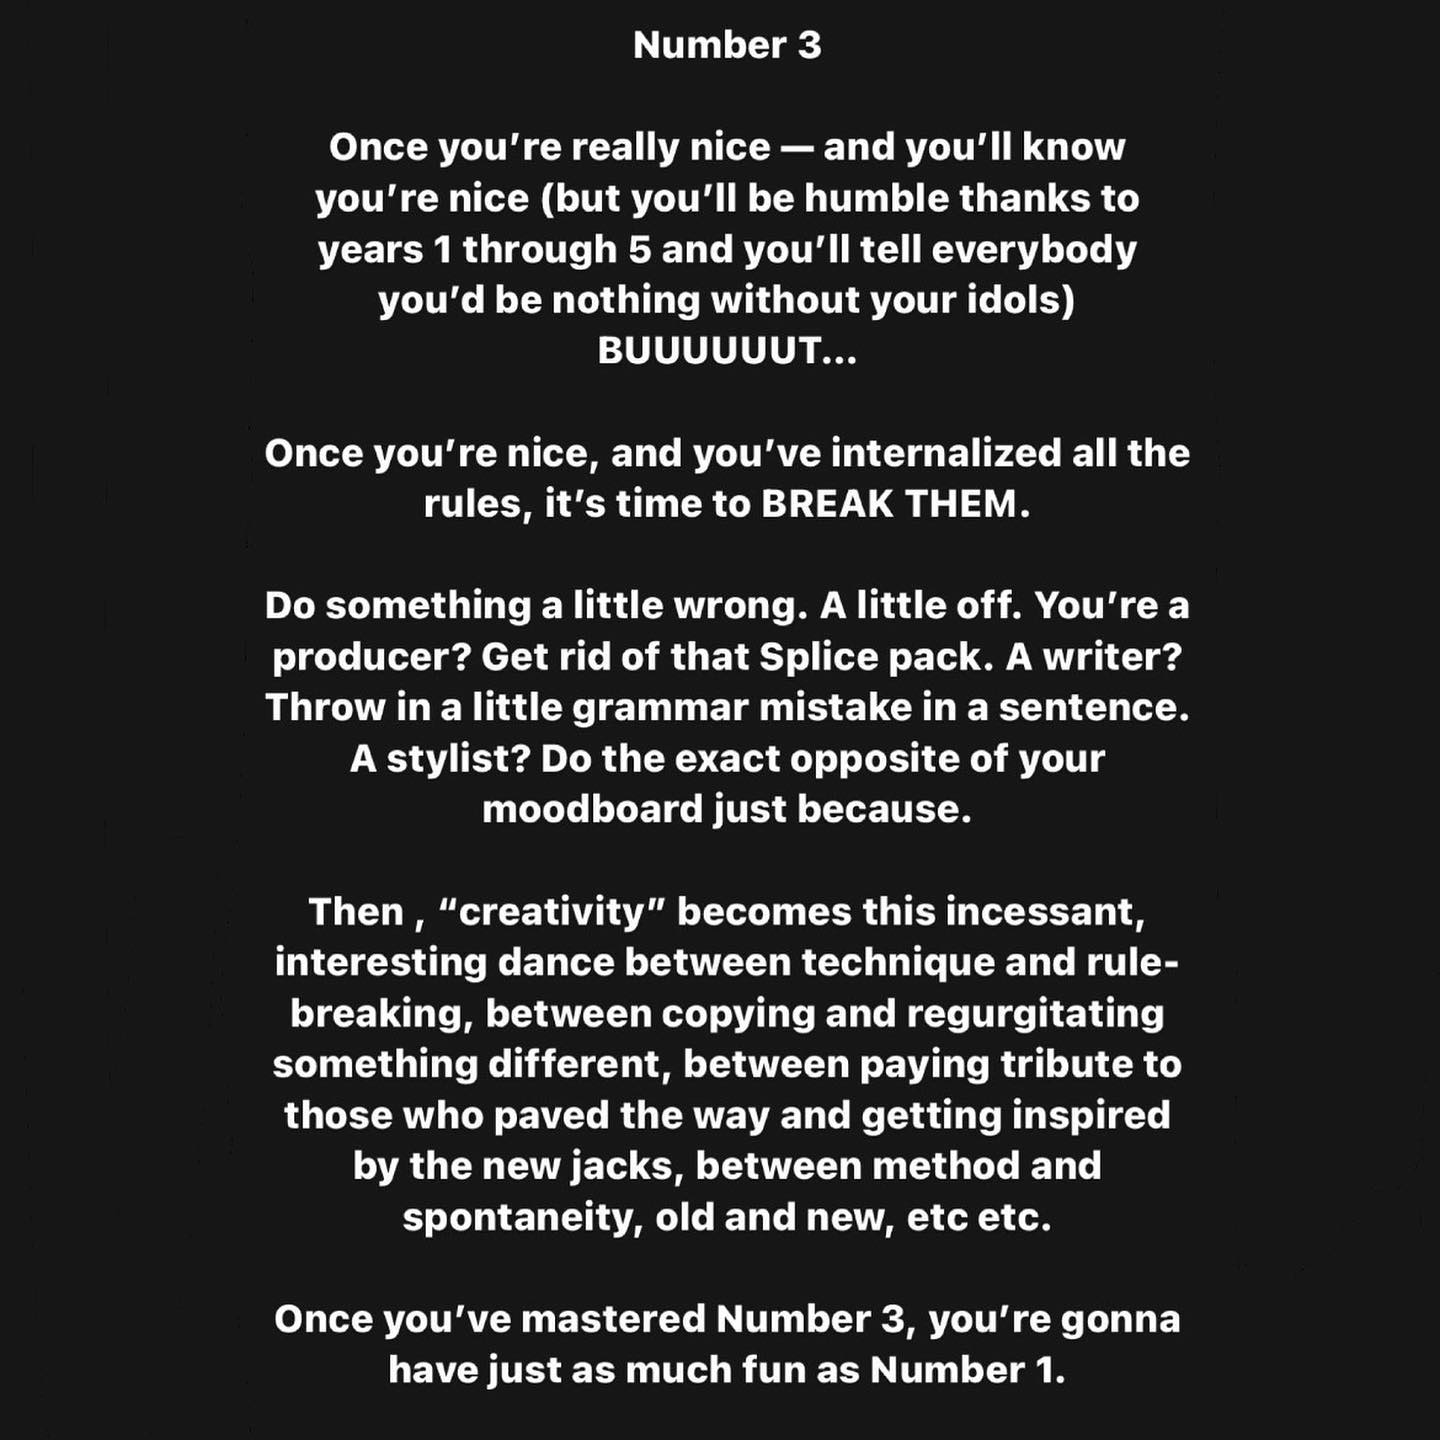 Number 3
Once you’re really nice — and you’ll know
you’re nice (but you’ll be humble thanks to
years 1 through 5 and you’ll tell everybody
you’d be nothing without your idols)
BUUUUUUT...
Once you’re nice, and you’ve internalized all the
rules, it’s time to BREAK THEM.
Do something a little wrong. A little off. You’re a
producer? Get rid of that Splice pack. A writer?
Throw in a little grammar mistake in a sentence.
A stylist? Do the exact opposite of your
moodboard just because.
Then , “creativity” becomes this incessant,
interesting dance between technique and rule-
breaking, between copying and regurgitating
something different, between paying tribute to
those who paved the way and getting inspired
by the new jacks, between method and
spontaneity, old and new, etc etc.
Once you’ve mastered Number 3, you’re gonna
have just as much fun as Number 1.